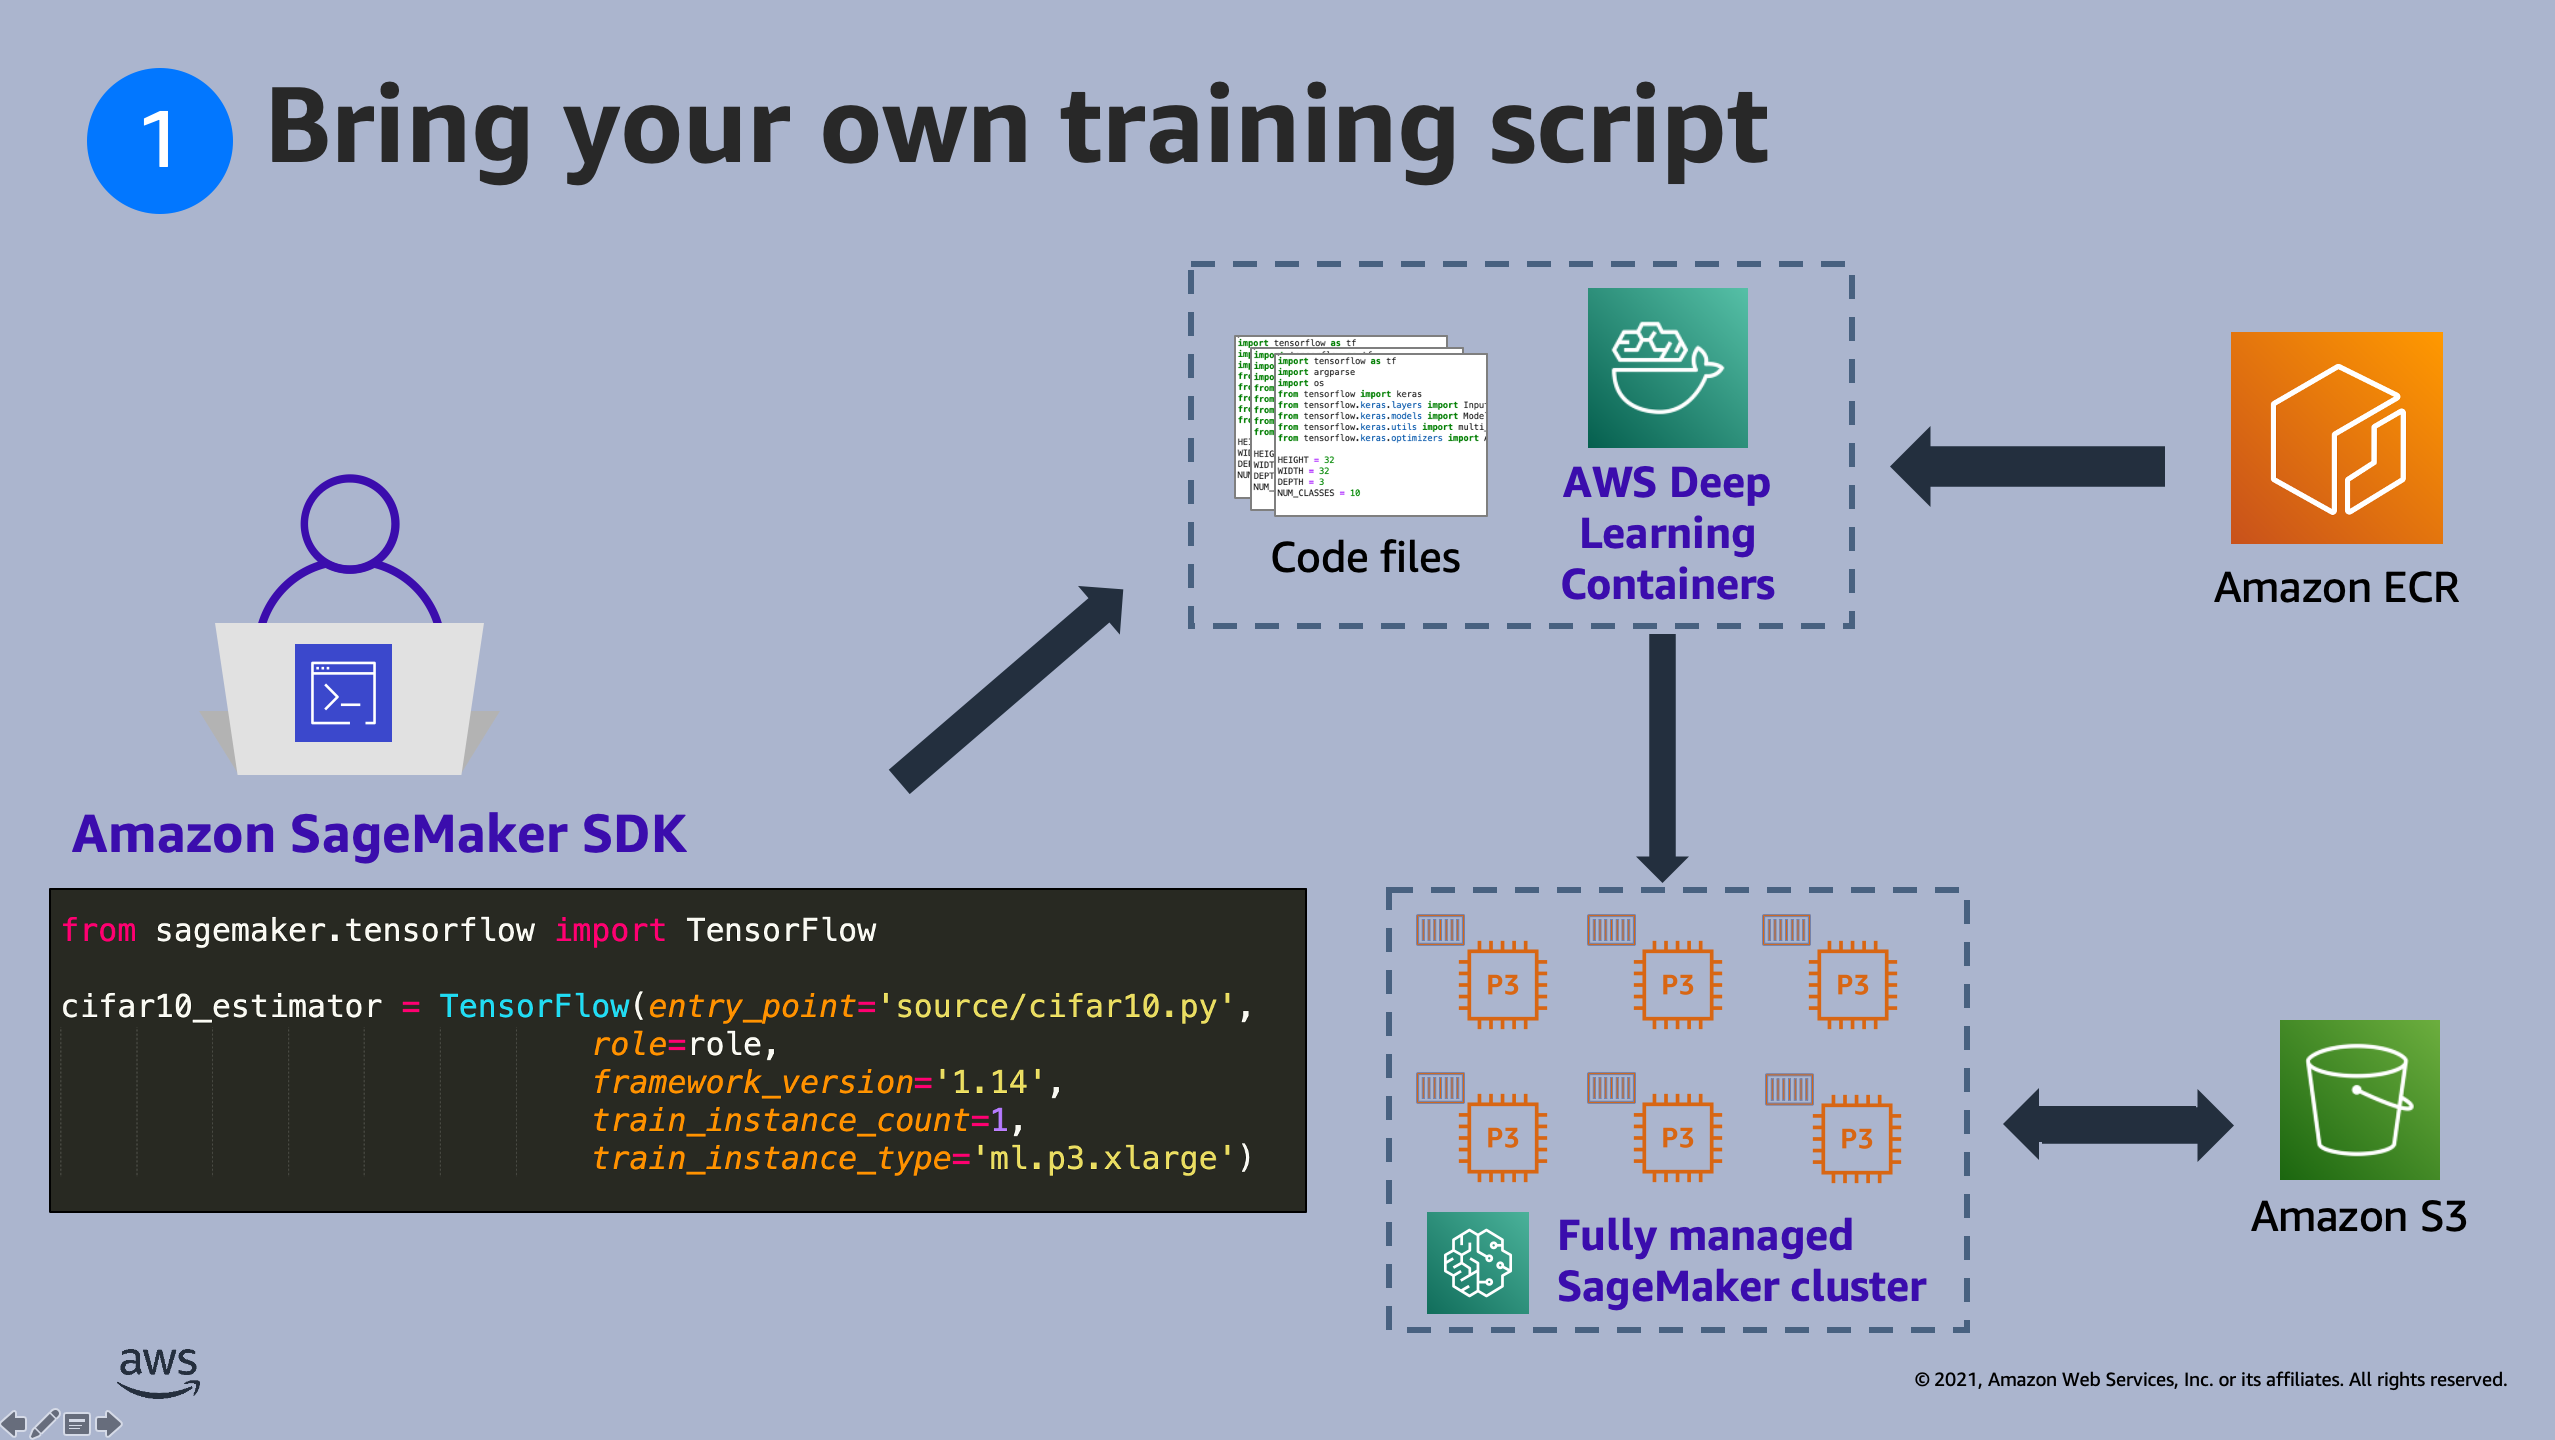 1
Bring your own training script
import tensorflow as tf
import tensorflow as tf
import argparse
import os
from tensorflow import keras
from tensorflow.keras.layers import Inpu
from tensorflow.keras.models import Mode
from tensorflow.keras.utils import multi_
from tensorflow.keras.optimizers import
HEIGHT = 32
WIDTH = 32
DEPTH = 3
NUM_CLASSES = 10
Code files
AWS Deep
Learning
Containers
Amazon ECR
Amazon SageMaker SDK
from sagemaker.tensorflow import TensorFlow
cifar10_estimator = TensorFlow(entry_point='source/cifar10.py',
role=role,
framework_version='1.14',
train_instance_count=1,
train_instance_type='ml.p3.xlarge')
P3
P3
P3
P3
P3
P3
Fully managed
SageMaker cluster
Amazon S3
aws
© 2021, Amazon Web Services, Inc. or its affiliates. All rights reserved.